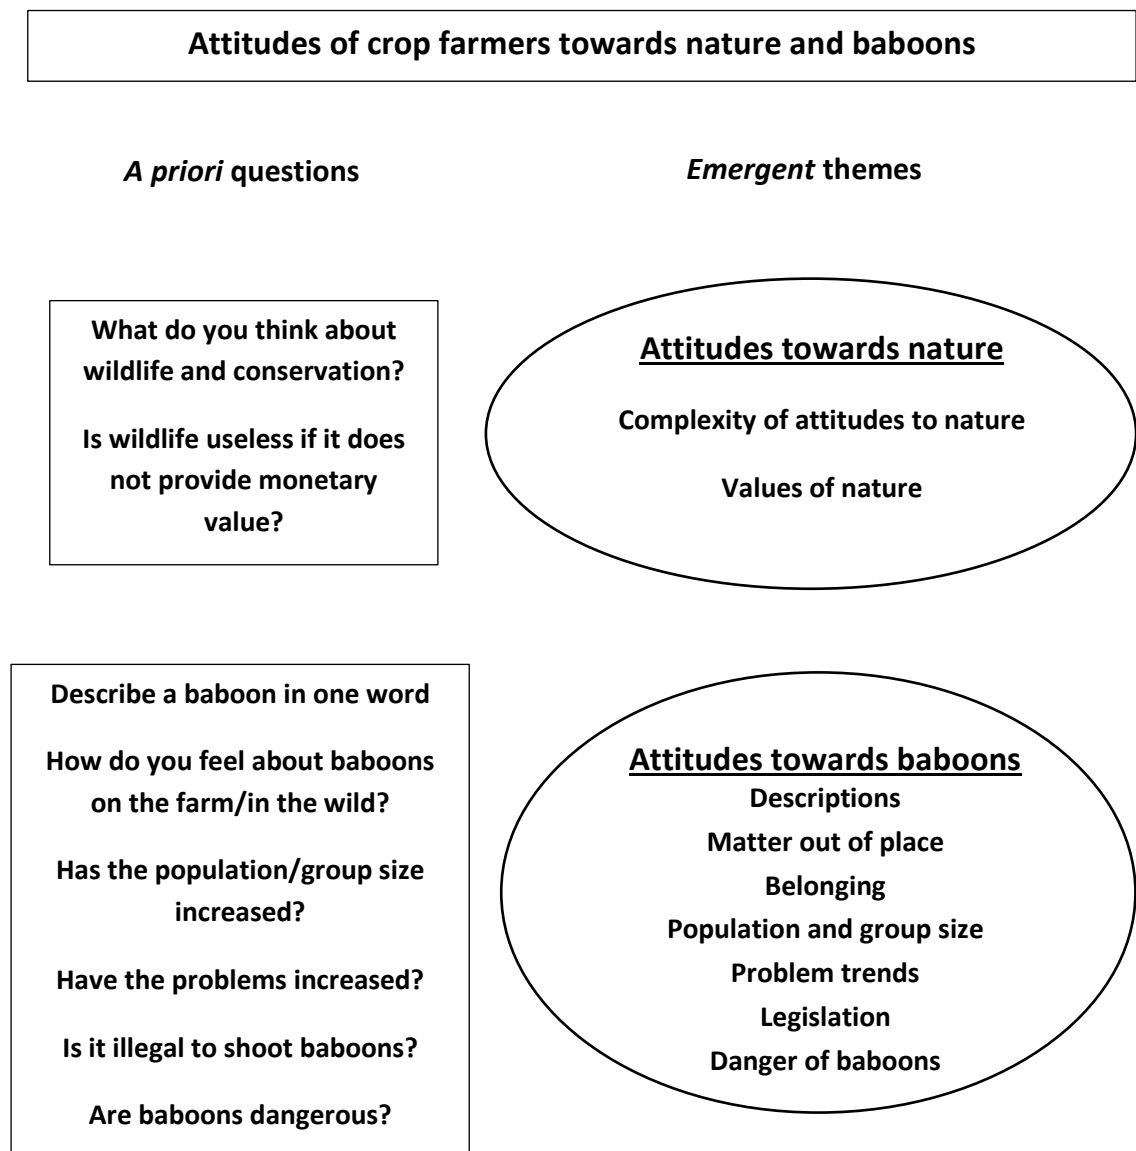 Attitudes of crop farmers towards nature and baboons
A priori questions
Emergent themes
What do you think about
wildlife and conservation?
Is wildlife useless if it does
not provide monetary
value?
Attitudes towards nature
Complexity of attitudes to nature
Values of nature
Describe a baboon in one word
How do you feel about baboons
on the farm/in the wild?
Has the population/group size
increased?
Have the problems increased?
Is it illegal to shoot baboons?
Are baboons dangerous?
Attitudes towards baboons
Descriptions
Matter out of place
Belonging
Population and group size
Problem trends
Legislation
Danger of baboons